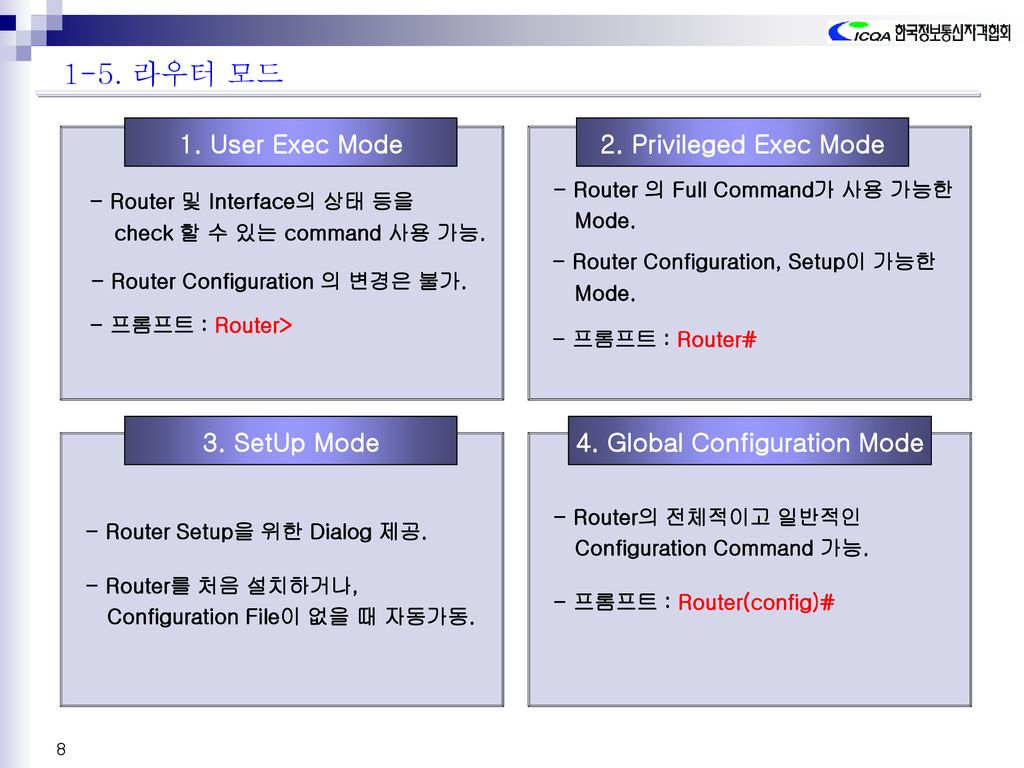 ICQA 한국정보통신자격협회
1-5. 라우터 모드
1. User Exec Mode
- Router 및 Interface의 상태 등을
check 할 수 있는 command 사용 가능.
- Router Configuration 의 변경은 불가.
- 프롬프트 : Router>
2. Privileged Exec Mode
- Router 의 Full Command가 사용 가능한
Mode.
- Router Configuration, Setup이 가능한
Mode.
- 프롬프트 : Router#
3. SetUp Mode
- Router Setup을 위한 Dialog 제공.
- Router를 처음 설치하거나,
Configuration File이 없을 때 자동가동.
4. Global Configuration Mode
- Router의 전체적이고 일반적인
Configuration Command 가능.
- 프롬프트 : Router(config)#
8